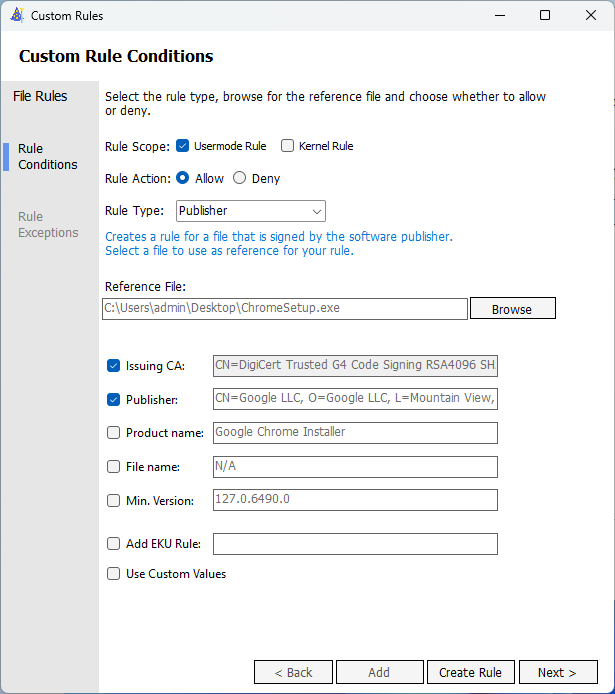 Custom Rules
Custom Rule Conditions
File Rules
Rule
Conditions
Rule
Exceptions
Select the rule type, browse for the reference file and choose whether to allow
or deny.
Rule Scope: Usermode Rule Kernel Rule
Rule Action: Allow Deny
Rule Type: Publisher
Creates a rule for a file that is signed by the software publisher.
Select a file to use as reference for your rule.
Reference File:
C:\Users\admin\Desktop\ChromeSetup.exe Browse
Issuing CA: CN=DigiCert Trusted G4 Code Signing RSA4096 SH
Publisher: CN=Google LLC, O=Google LLC, L=Mountain View,
Product name: Google Chrome Installer
File name: N/A
Min. Version: 127.0.6490.0
Add EKU Rule:
Use Custom Values
< Back Add Create Rule Next >